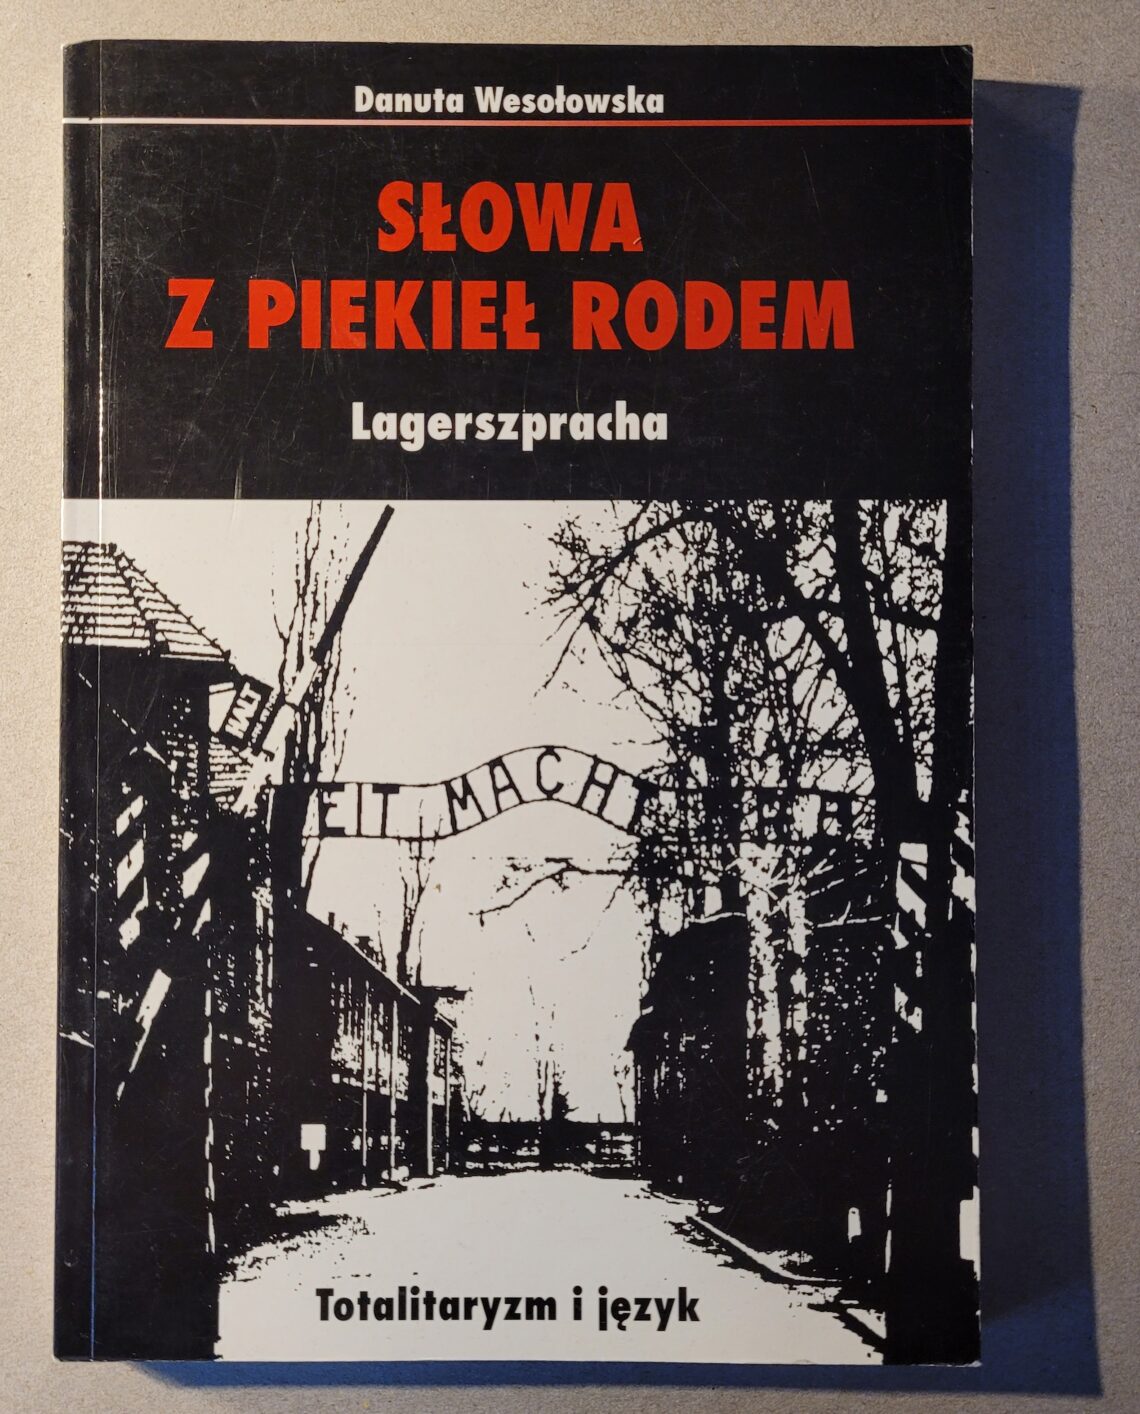 Danuta Wesołowska
SŁOWA
Z PIEKIEŁ RODEM
Lagerszpracha
EIT MACHT
Totalitaryzm i język